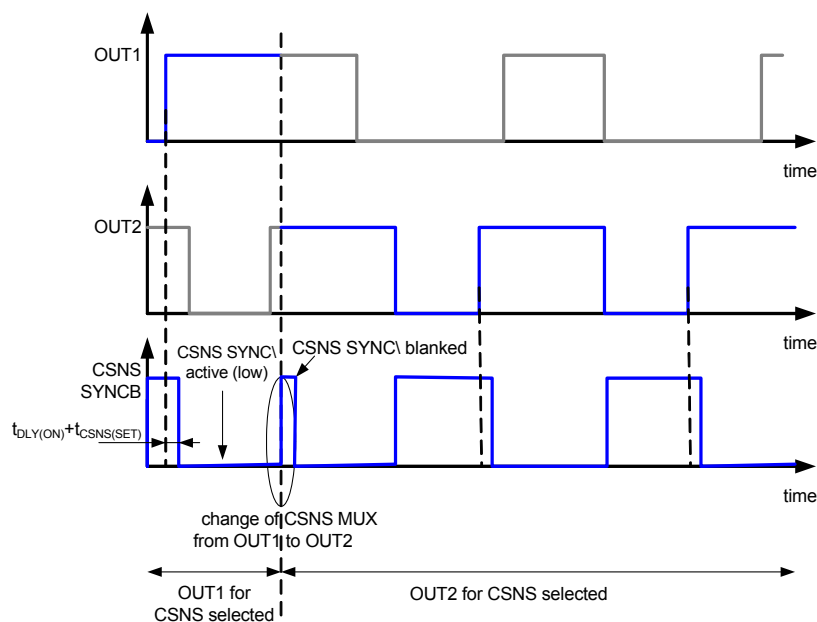 OUT1
time
OUT2
time
CSNS
SYNCB
CSNS SYNC\
active (low)
CSNS SYNC\ blanked
tDLY(ON)+tCSNS(SET)
time
change of CSNS MUX
from OUT1 to OUT2
OUT1 for
CSNS selected
OUT2 for CSNS selected